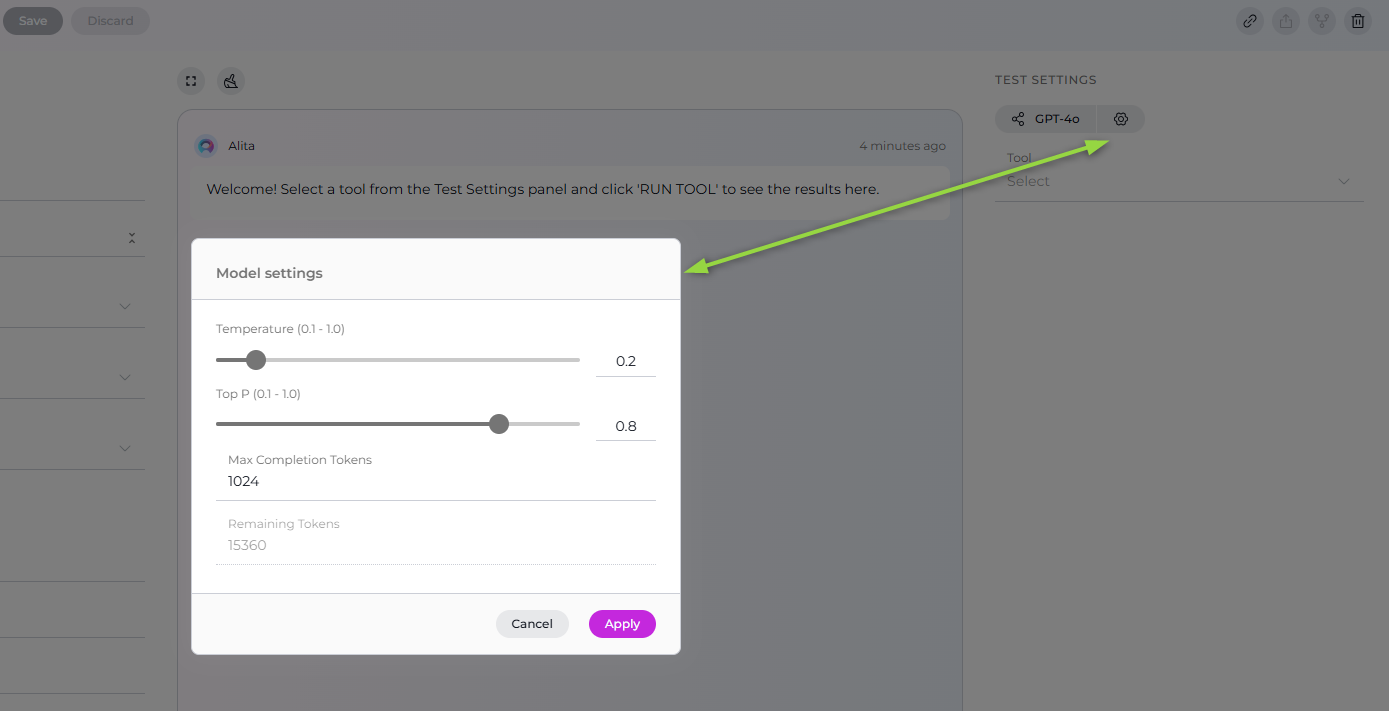 Save
Discard
TEST SETTINGS
GPT-4o
Alita
4 minutes ago
Tool
Select
Welcome! Select a tool from the Test Settings panel and click 'RUN TOOL' to see the results here.
Model settings
Temperature (0.1 - 1.0)
0.2
Top P (0.1 - 1.0)
0.8
Max Completion Tokens
1024
Remaining Tokens
15360
Cancel
Apply